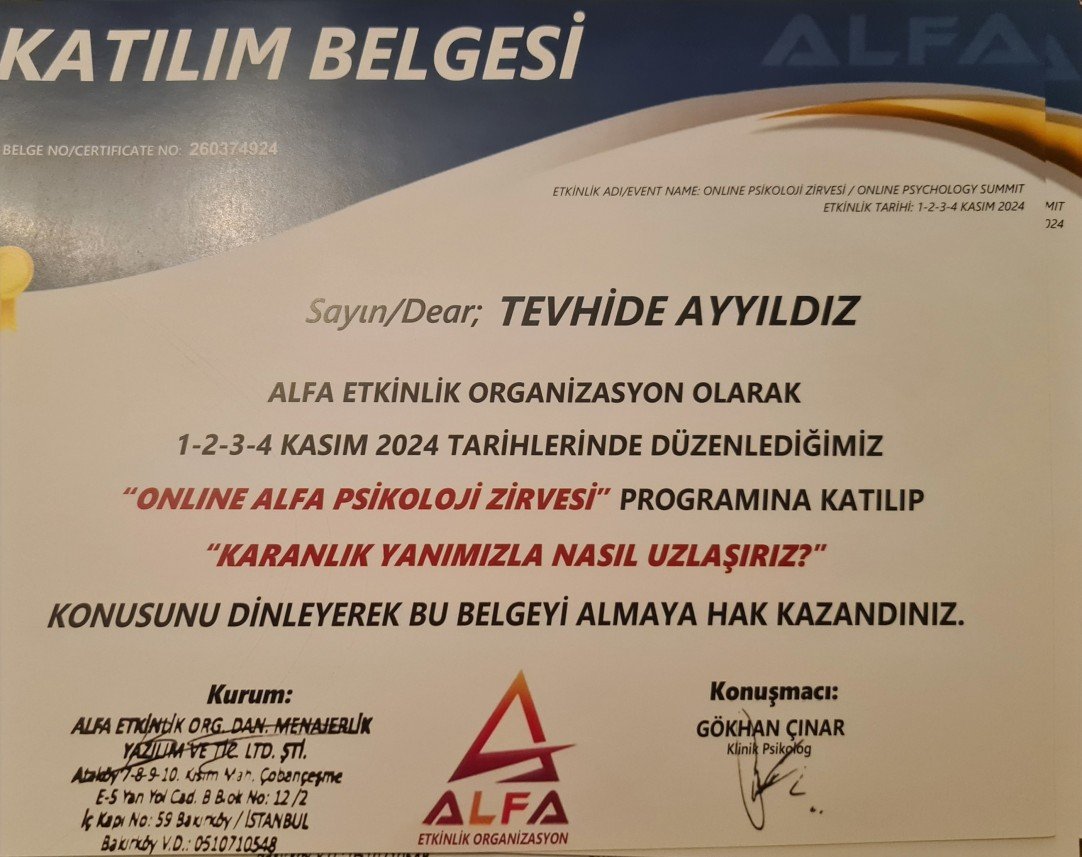 KATILIM BELGESİ
ALFA
BELGE NO/CERTIFICATE NO: 260374924
ETKİNLİK ADI/EVENT NAME: ONLINE PSİKOLOJİ ZİRVESİ / ONLINE PSYCHOLOGY SUMMIT
ETKİNLİK TARİHİ: 1-2-3-4 KASIM 2024
MIT
024
Sayın/Dear; TEVHİDE AYYILDIZ
ALFA ETKİNLİK ORGANİZASYON OLARAK
1-2-3-4 KASIM 2024 TARİHLERİNDE DÜZENLEDİĞİMİZ
“ONLINE ALFA PSİKOLOJİ ZİRVESİ” PROGRAMINA KATILIP
“KARANLIK YANIMIZLA NASIL UZLAŞIRIZ?”
KONUSUNU DİNLEYEREK BU BELGEYİ ALMAYA HAK KAZANDINIZ.
Kurum:
ALFA ETKİNLİK ORG. DAN. MENAJERLİK
YAZILIM VE TİC. LTD. ŞTİ.
Ataköy 7-8-9-10. Kısım Mah. Çobançeşme
E-5 Yan Yol Cad. B Blok No: 12/2
İç Kapı No: 59 Bakırköy / İSTANBUL
Bakırköy V.D.: 0510710548
ALFA
ETKİNLİK ORGANİZASYON
Konuşmacı:
GÖKHAN ÇINAR
Klinik Psikolog